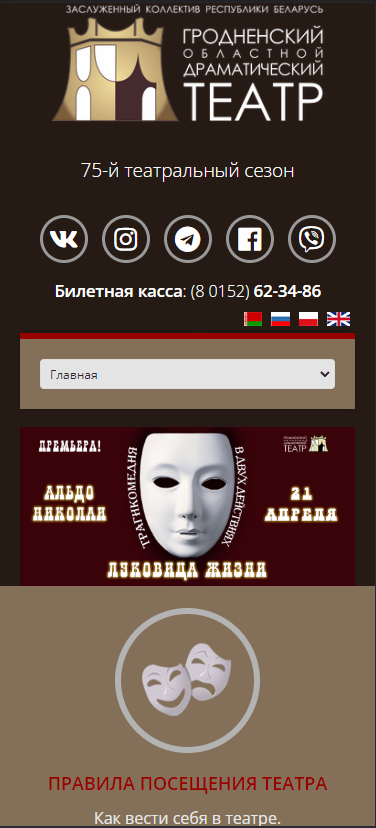 ЗАСЛУЖЕННЫЙ КОЛЛЕКТИВ РЕСПУБЛИКИ БЕЛАРУСЬ
ГРОДНЕНСКИЙ
ОБЛАСТНОЙ
ДРАМАТИЧЕСКИЙ
ТЕАТР
75-й театральный сезон
Билетная касса: (8 0152) 62-34-86
Главная
ПРЕМЬЕРА!
АЛЬДО
НИКОЛАИ
ТРАГИКОМЕДИЯ
В ДВУХ ДЕЙСТВИЯХ
ТЕАТР
21
АПРЕЛЯ
ЛУКОВИЦА ЖИЗНИ
ПРАВИЛА ПОСЕЩЕНИЯ ТЕАТРА
Как вести себя в театре.